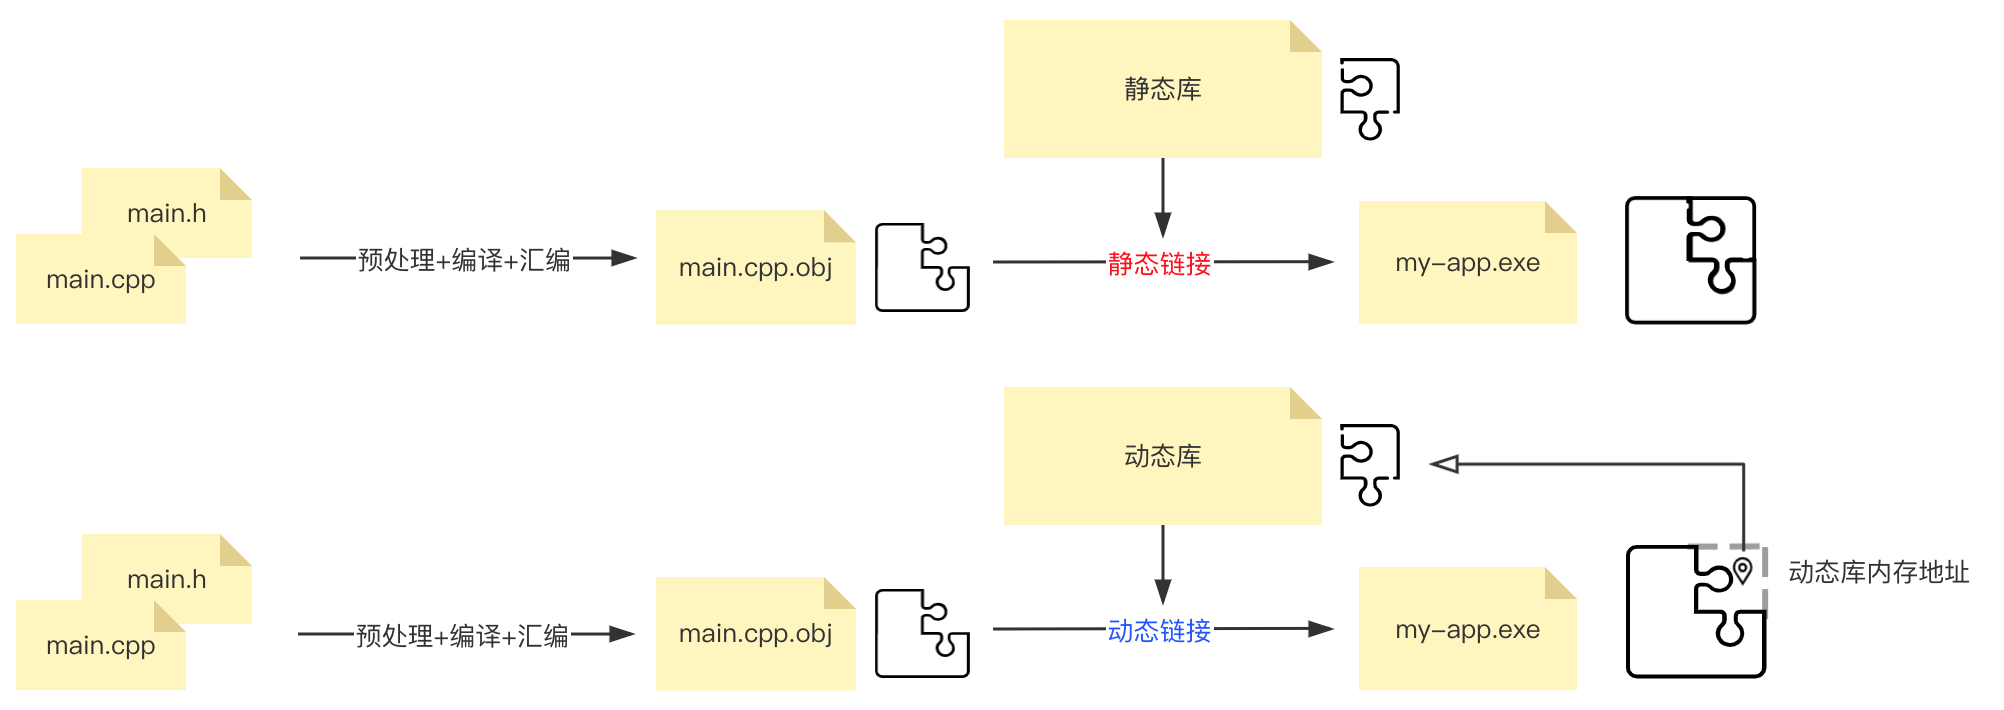 静态库
main.h
main.cpp
预处理+编译+汇编
main.cpp.obj
静态链接
my-app.exe
动态库
main.h
main.cpp
预处理+编译+汇编
main.cpp.obj
动态链接
my-app.exe
动态库内存地址